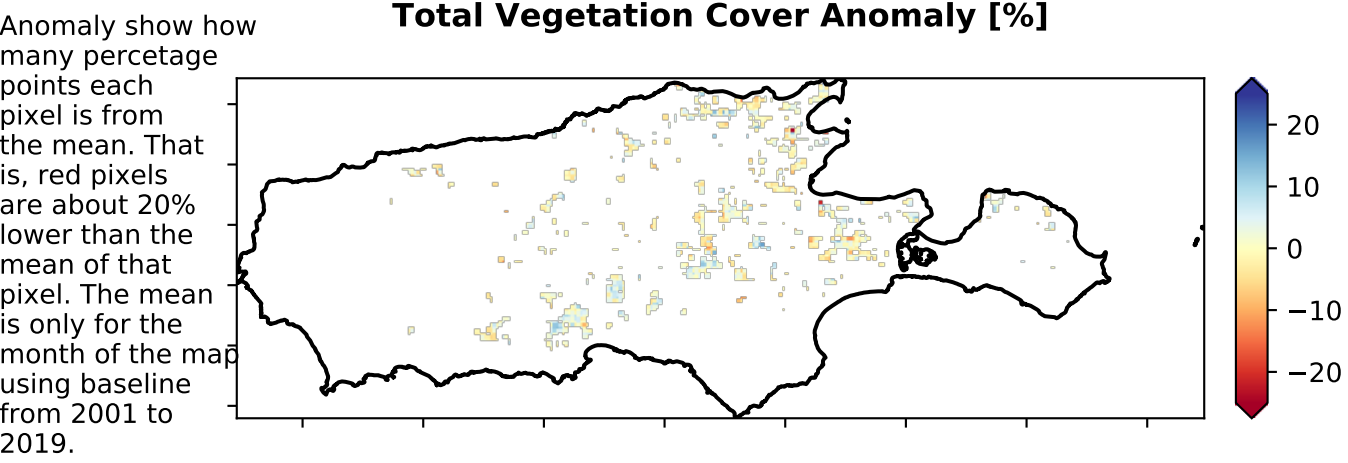 Total Vegetation Cover Anomaly [%]
Anomaly show how
many percetage
points each
pixel is from
the mean. That
is, red pixels
are about 20%
lower than the
mean of that
pixel. The mean
is only for the
month of the map
using baseline
from 2001 to
2019.
20
10
0
−10
−20